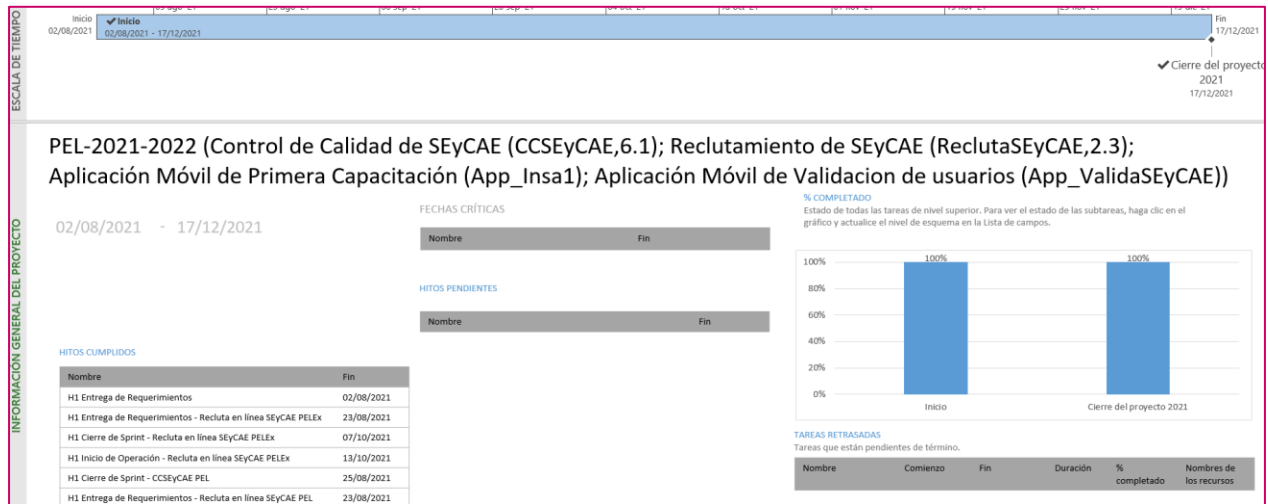 ESCALA DE TIEMPO
Inicio
02/08/2021
Inicio
02/08/2021 - 17/12/2021
Fin
17/12/2021
Cierre del proyecto
2021
17/12/2021
INFORMACIÓN GENERAL DEL PROYECTO
PEL-2021-2022 (Control de Calidad de SEyCAE (CCSEyCAE,6.1); Reclutamiento de SEyCAE (ReclutaSEyCAE,2.3);
Aplicación Móvil de Primera Capacitación (App_Insa1); Aplicación Móvil de Validacion de usuarios (App_ValidaSEyCAE))
02/08/2021 - 17/12/2021
HITOS CUMPLIDOS
Nombre Fin
H1 Entrega de Requerimientos 02/08/2021
H1 Entrega de Requerimientos - Recluta en línea SEyCAE PELEx 23/08/2021
H1 Cierre de Sprint - Recluta en línea SEyCAE PELEx 07/10/2021
H1 Inicio de Operación - Recluta en línea SEyCAE PELEx 13/10/2021
H1 Cierre de Sprint - CCSEyCAE PEL 25/08/2021
H1 Entrega de Requerimientos - Recluta en línea SEyCAE PEL 23/08/2021
FECHAS CRÍTICAS
Nombre Fin
HITOS PENDIENTES
Nombre Fin
% COMPLETADO
Estado de todas las tareas de nivel superior. Para ver el estado de las subtareas, haga clic en el
gráfico y actualice el nivel de esquema en la Lista de campos.
100% 100% 100%
80%
60%
40%
20%
0%
Inicio Cierre del proyecto 2021
TAREAS RETRASADAS
Tareas que están pendientes de término.
Nombre Comienzo Fin Duración % completado Nombres de los recursos